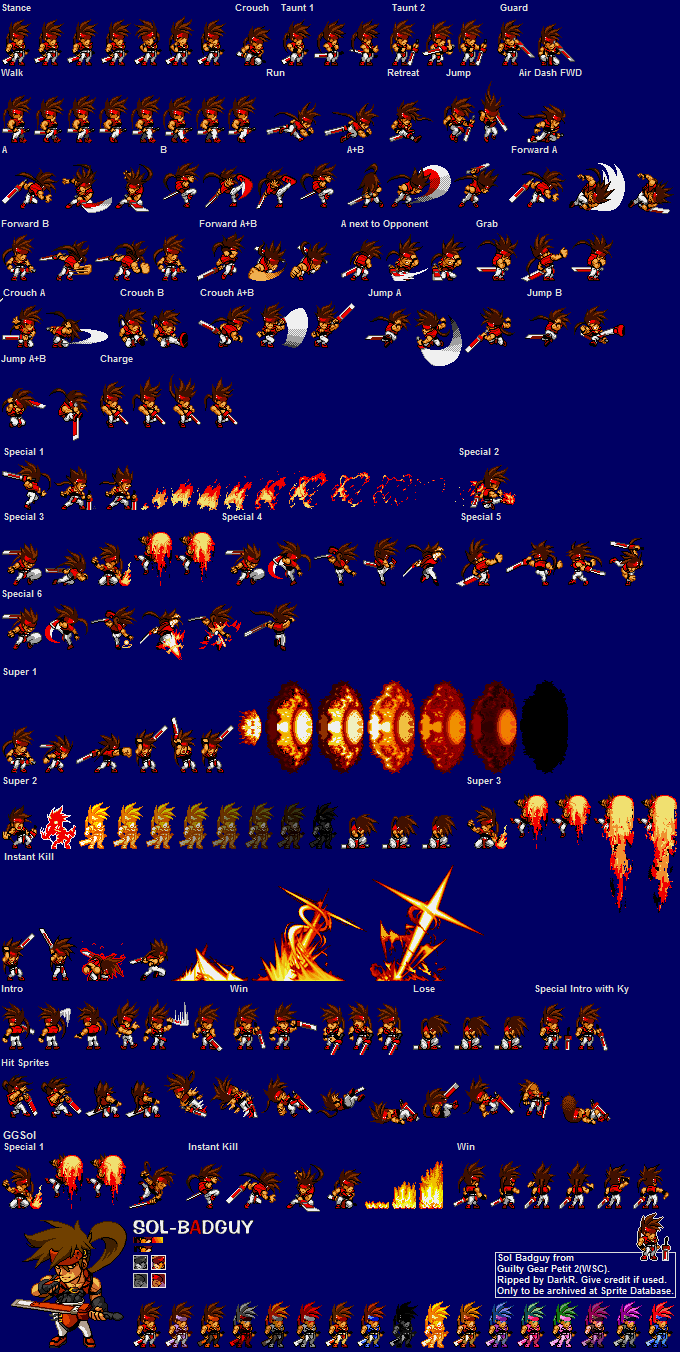 Stance Crouch Taunt 1 Taunt 2 Guard
Walk Run Retreat Jump Air Dash FWD
A B A+B Forward A
Forward B Forward A+B A next to Opponent Grab
Crouch A Crouch B Crouch A+B Jump A Jump B
Jump A+B Charge
Special 1 Special 2
Special 3 Special 4 Special 5
Special 6
Super 1
Super 2 Super 3
Instant Kill
Intro Win Lose Special Intro with Ky
Hit Sprites
GGSol
Special 1 Instant Kill Win
SOL-BADGUY
Sol Badguy from
Guilty Gear Petit 2(WSC).
Ripped by DarkR. Give credit if used.
Only to be archived at Sprite Database.